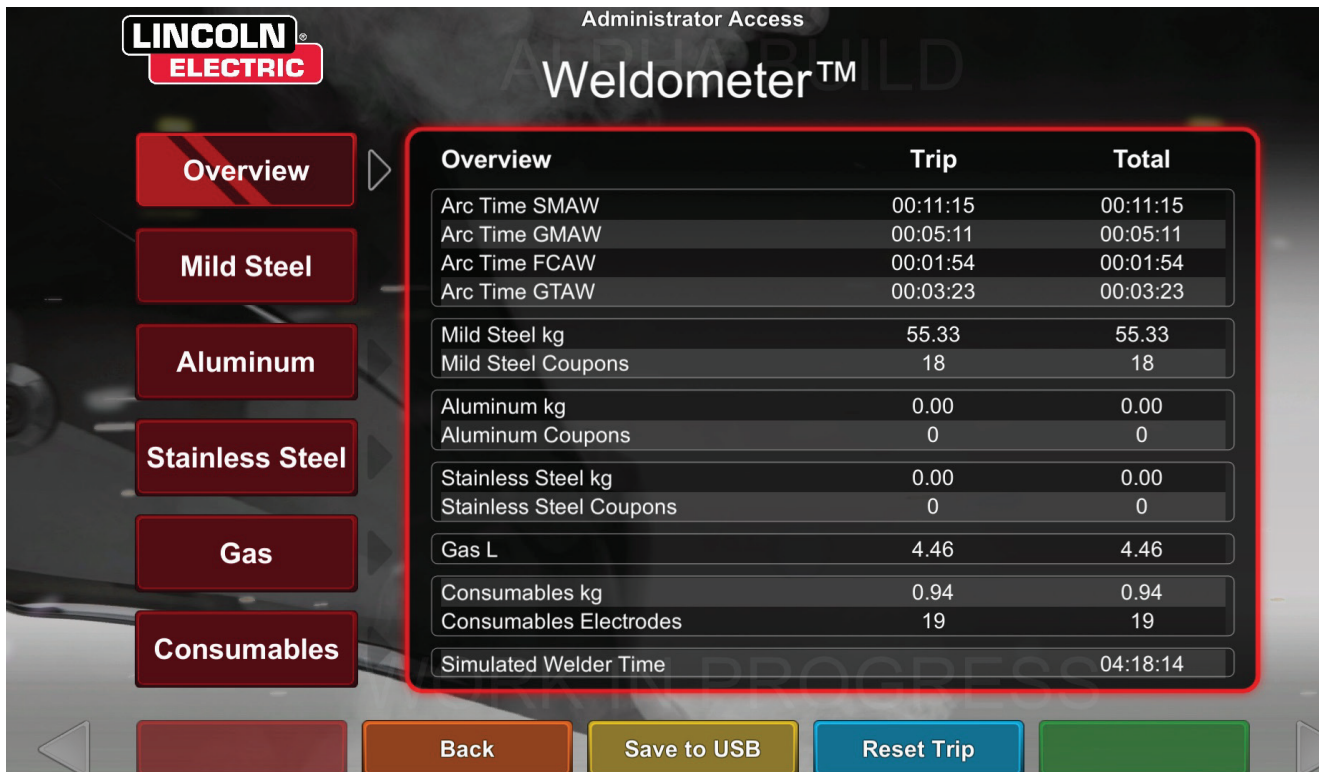 Administrator Access
LINCOLN ®
ELECTRIC
ALPHA BUILD
Weldometer™
Overview
Mild Steel
Aluminum
Stainless Steel
Gas
Consumables
Overview Trip Total
Arc Time SMAW 00:11:15 00:11:15
Arc Time GMAW 00:05:11 00:05:11
Arc Time FCAW 00:01:54 00:01:54
Arc Time GTAW 00:03:23 00:03:23
Mild Steel kg 55.33 55.33
Mild Steel Coupons 18 18
Aluminum kg 0.00 0.00
Aluminum Coupons 0 0
Stainless Steel kg 0.00 0.00
Stainless Steel Coupons 0 0
Gas L 4.46 4.46
Consumables kg 0.94 0.94
Consumables Electrodes 19 19
Simulated Welder Time 04:18:14
WORK IN PROGRESS
Back Save to USB Reset Trip